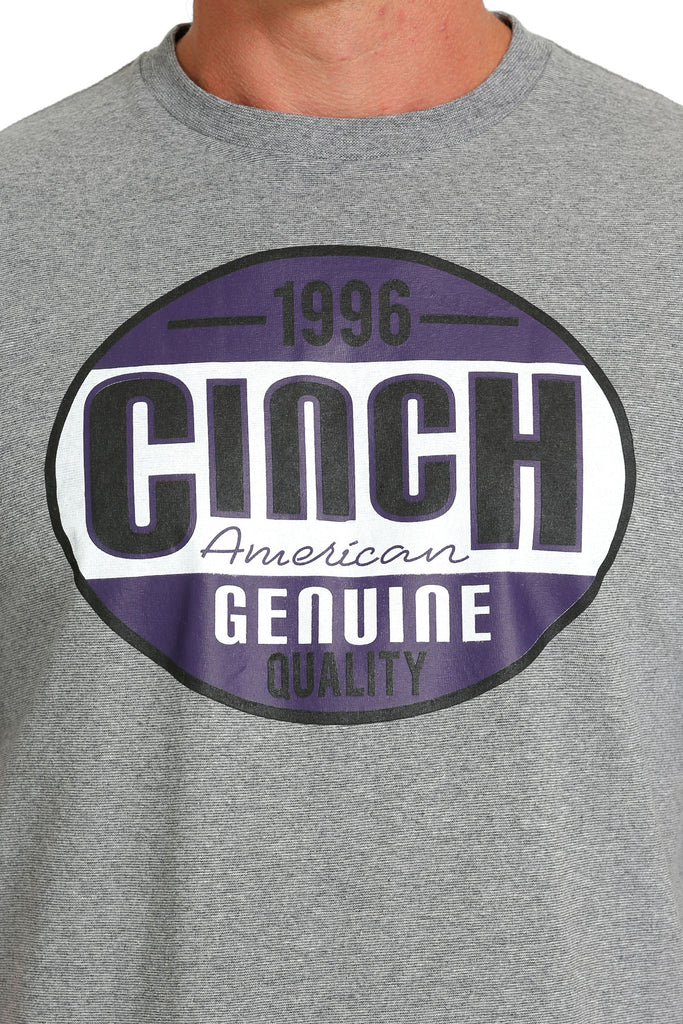 1996
CINCH
American
GENUINE
QUALITY